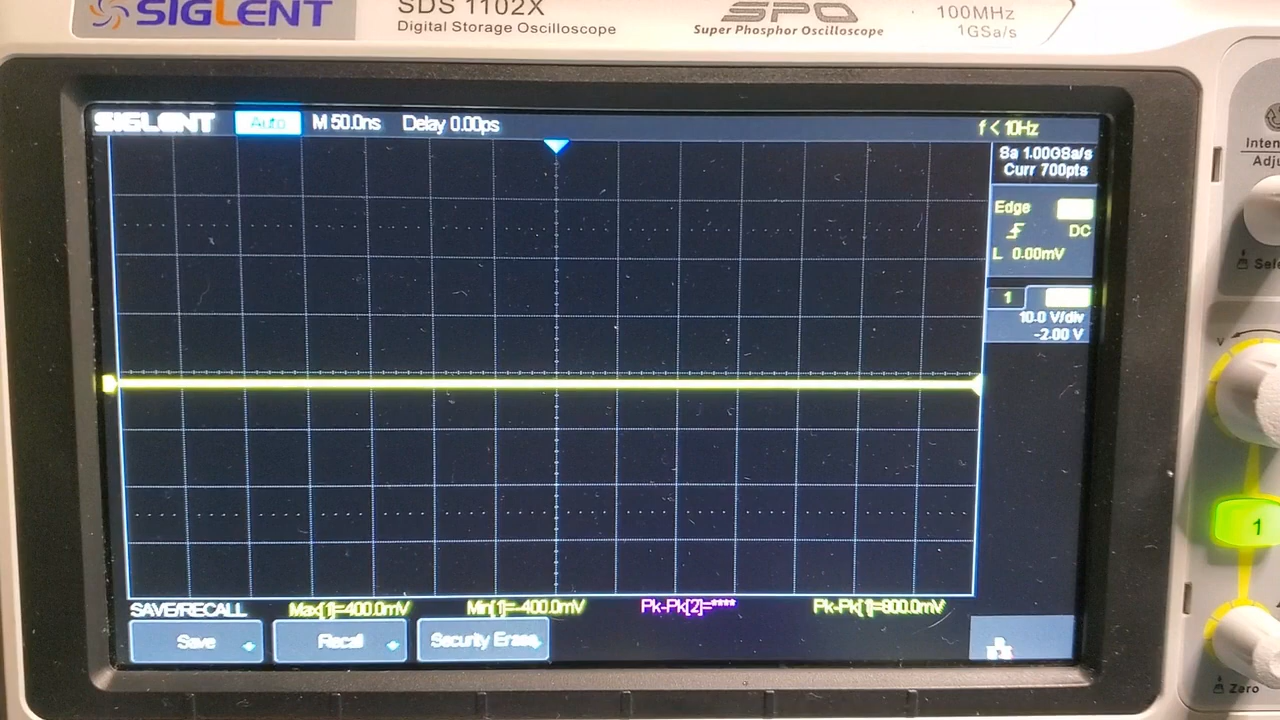 SIGLENT
SDS 1102X
Digital Storage Oscilloscope
SPO
Super Phosphor Oscilloscope
100MHz
1GSa/s
SIGLENT Auto M 50.0ns Delay 0.00ps f < 10Hz
Sa 1.00GSa/s
Curr 700pts
Edge
DC
L 0.00mV
1
10.0 V/div
-2.00 V
SAVE/RECALL Max[1]=400.0mV Min[1]=-400.0mV Pk-Pk[2]=**** Pk-Pk[1]=800.0mV
Save Recall Security Erase
V
1
Zero